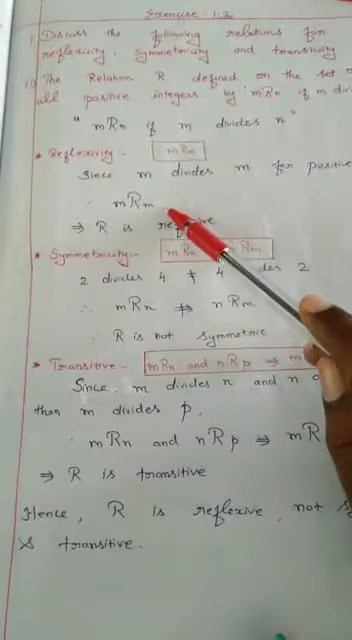 Exercise 1.2
1 Discuss the following relations for
reflexivity, symmetricity and transitivity
(i) The Relation R defined on the set
all positive integers by "mRn if m
"mRn if m divides n"
* Reflexivity:- mRm
Since m divides m for positive
∴ mRm
⇒ R is reflexive
* Symmetricity:- mRn Rm
2 divides 4 ⇏ 4 des 2
∴ mRn ⇏ nRm
∴ R is not symmetric
* Transitive:- mRn and nRp ⇒ m
Since m divides n and n
then m divides p.
∴ mRn and nRp ⇒ mR
⇒ R is transitive
Hence, R is reflexive, not
& transitive.